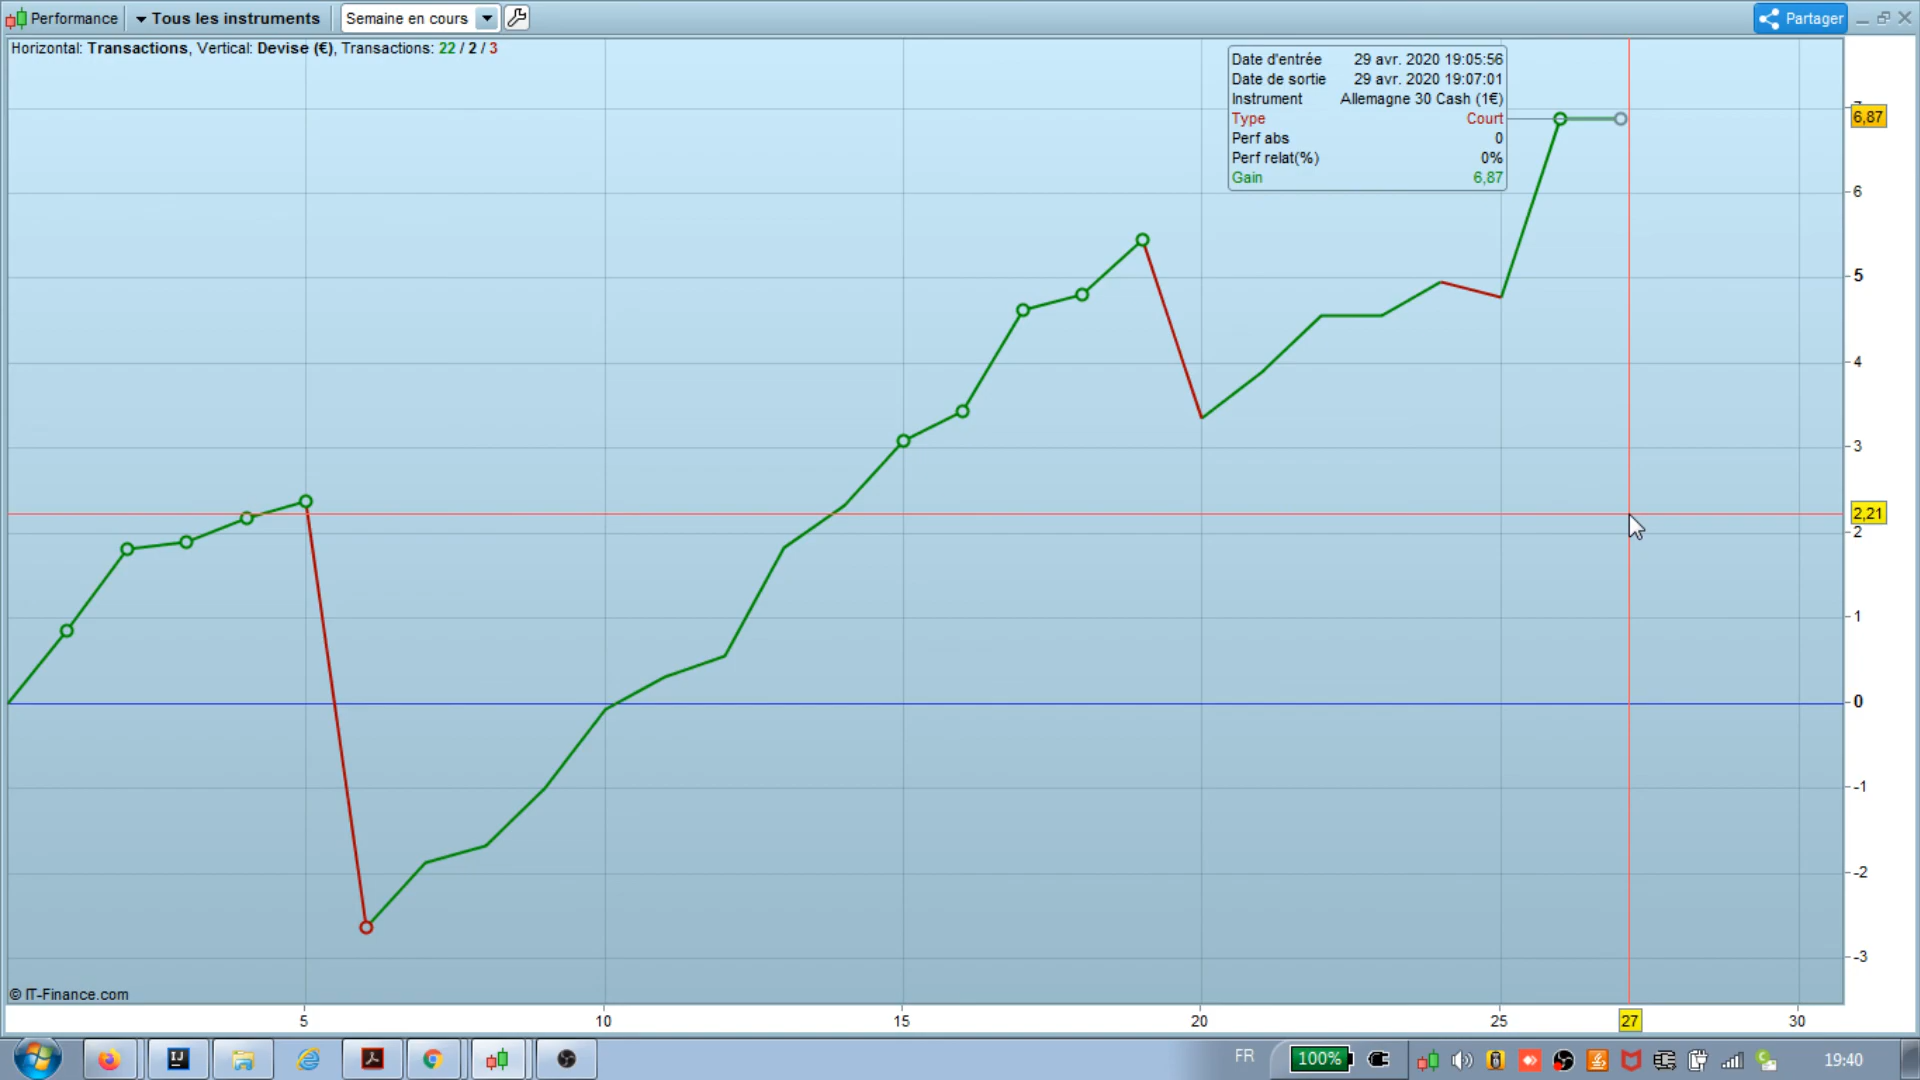 Performance Tous les instruments Semaine en cours Partager
Horizontal: Transactions, Vertical: Devise (€), Transactions: 22 / 2 / 3
Date d'entrée 29 avr. 2020 19:05:56
Date de sortie 29 avr. 2020 19:07:01
Instrument Allemagne 30 Cash (1€)
Type Court
Perf abs 0
Perf relat(%) 0%
Gain 6,87
6,87
6
5
4
3
2,21
2
1
0
-1
-2
-3
© IT-Finance.com
5 10 15 20 25 27 30
IJ FR 100% 19:40